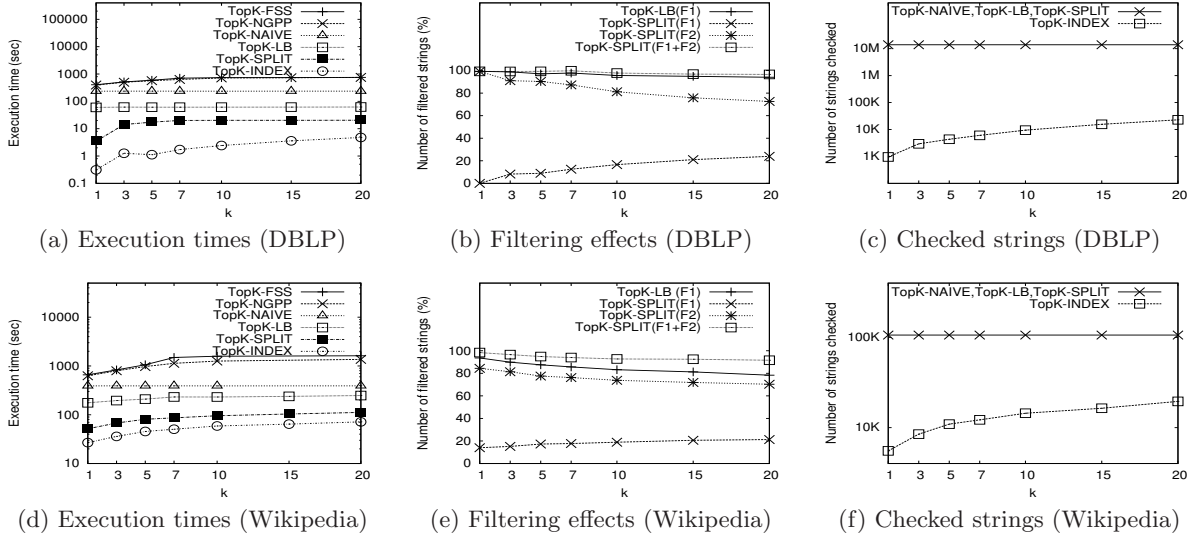 TopK-FSS
TopK-NGPP
TopK-NAIVE
TopK-LB
TopK-SPLIT
TopK-INDEX
Execution time (sec)
100000
10000
1000
100
10
1
0.1
1 3 5 7 10 15 20
k
(a) Execution times (DBLP)
TopK-LB(F1)
TopK-SPLIT(F1)
TopK-SPLIT(F2)
TopK-SPLIT(F1+F2)
Number of filtered strings (%)
100
80
60
40
20
0
1 3 5 7 10 15 20
k
(b) Filtering effects (DBLP)
TopK-NAIVE,TopK-LB,TopK-SPLIT
TopK-INDEX
Number of strings checked
10M
1M
100K
10K
1K
1 3 5 7 10 15 20
k
(c) Checked strings (DBLP)
TopK-FSS
TopK-NGPP
TopK-NAIVE
TopK-LB
TopK-SPLIT
TopK-INDEX
Execution time (sec)
10000
1000
100
10
1 3 5 7 10 15 20
k
(d) Execution times (Wikipedia)
TopK-LB (F1)
TopK-SPLIT(F1)
TopK-SPLIT(F2)
TopK-SPLIT(F1+F2)
Number of filtered strings (%)
100
80
60
40
20
0
1 3 5 7 10 15 20
k
(e) Filtering effects (Wikipedia)
TopK-NAIVE,TopK-LB,TopK-SPLIT
TopK-INDEX
Number of strings checked
100K
10K
1 3 5 7 10 15 20
k
(f) Checked strings (Wikipedia)